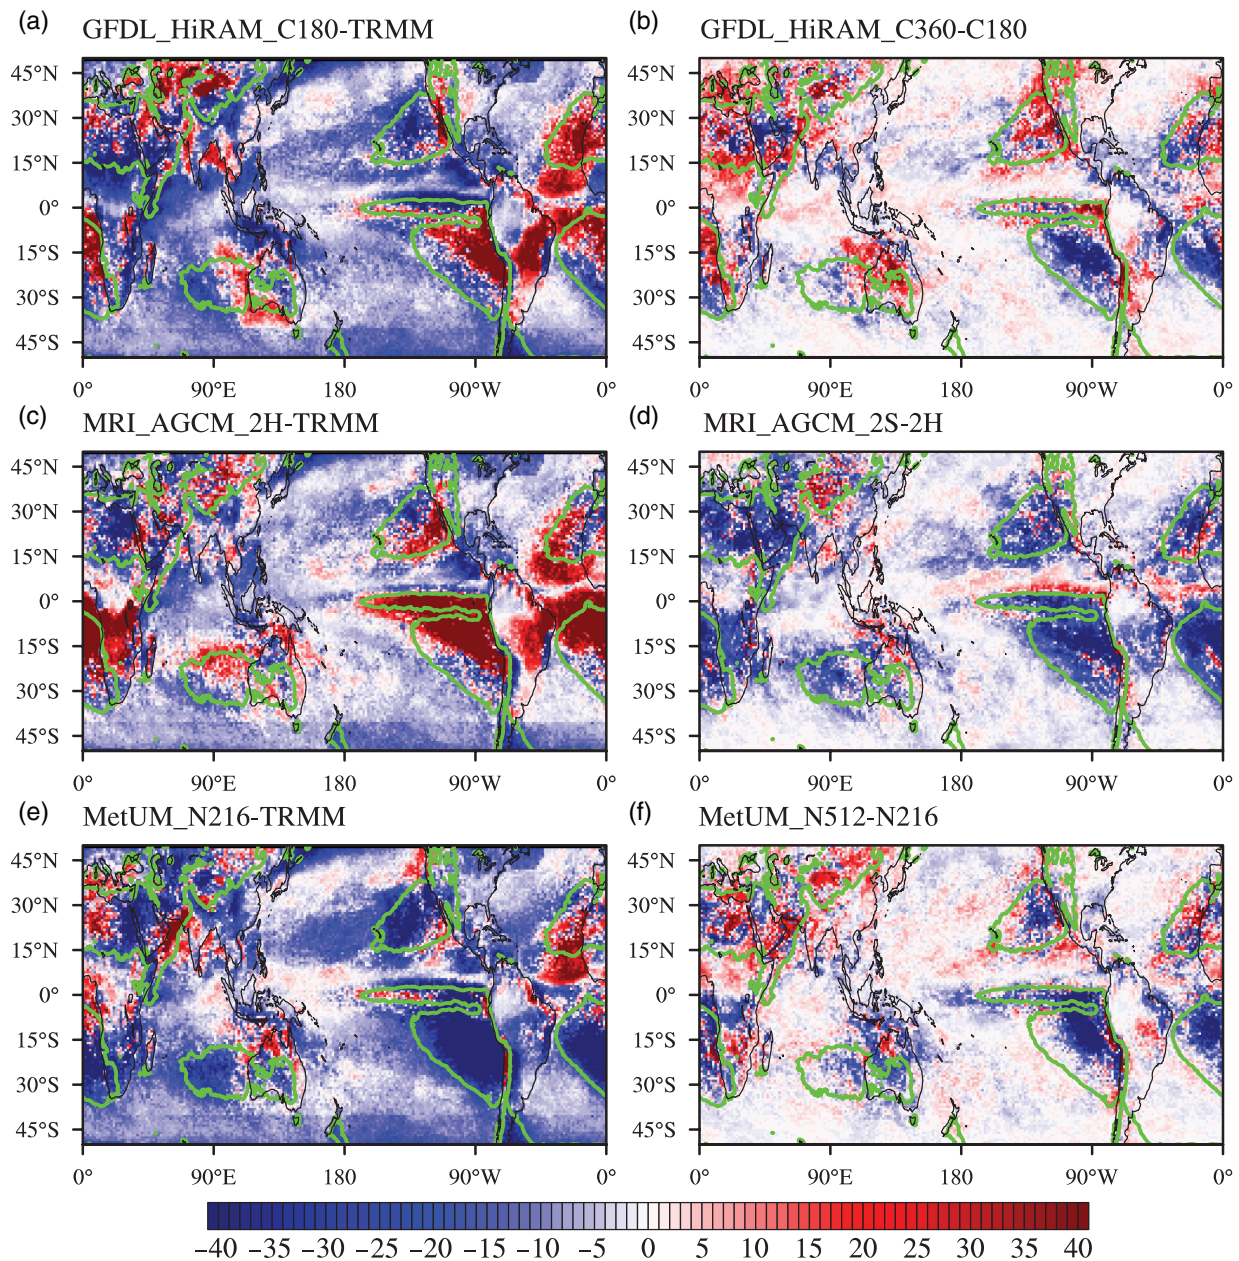 (a) GFDL_HiRAM_C180-TRMM
(b) GFDL_HiRAM_C360-C180
45°N 45°N
30°N 30°N
15°N 15°N
0° 0°
15°S 15°S
30°S 30°S
45°S 45°S
0° 90°E 180 90°W 0° 0° 90°E 180 90°W 0°
(c) MRI_AGCM_2H-TRMM
(d) MRI_AGCM_2S-2H
45°N 45°N
30°N 30°N
15°N 15°N
0° 0°
15°S 15°S
30°S 30°S
45°S 45°S
0° 90°E 180 90°W 0° 0° 90°E 180 90°W 0°
(e) MetUM_N216-TRMM
(f) MetUM_N512-N216
45°N 45°N
30°N 30°N
15°N 15°N
0° 0°
15°S 15°S
30°S 30°S
45°S 45°S
0° 90°E 180 90°W 0° 0° 90°E 180 90°W 0°
−40 −35 −30 −25 −20 −15 −10 −5 0 5 10 15 20 25 30 35 40